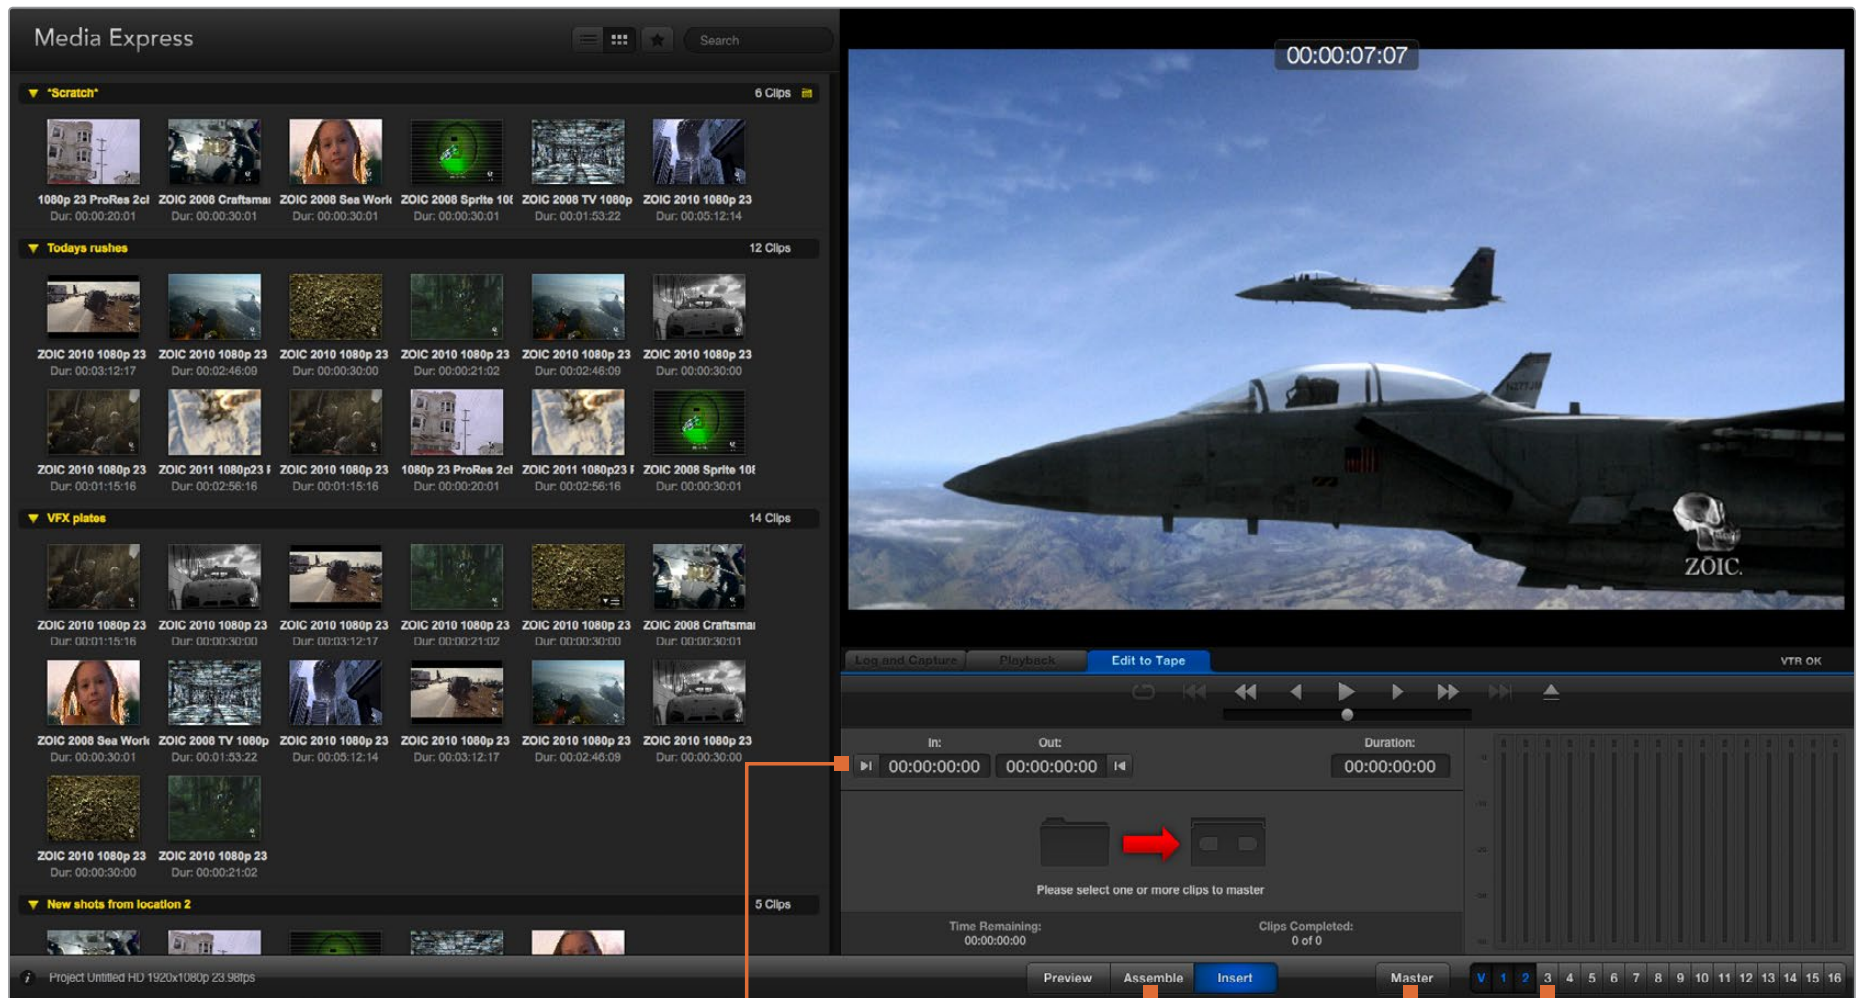 Media Express
Search
00:00:07:07
*Scratch*
6 Clips
1080p 23 ProRes 2cl ZOIC 2008 Craftsmai ZOIC 2008 Sea Work ZOIC 2008 Sprite 108 ZOIC 2008 TV 1080p ZOIC 2010 1080p 23
Dur: 00:00:20:01 Dur: 00:00:30:01 Dur: 00:00:30:01 Dur: 00:00:30:01 Dur: 00:01:53:22 Dur: 00:05:12:14
Todays rushes
12 Clips
ZOIC 2010 1080p 23 ZOIC 2010 1080p 23 ZOIC 2010 1080p 23 ZOIC 2010 1080p 23 ZOIC 2010 1080p 23 ZOIC 2010 1080p 23
Dur: 00:03:12:17 Dur: 00:02:46:09 Dur: 00:00:30:00 Dur: 00:00:21:02 Dur: 00:02:46:09 Dur: 00:00:30:00
ZOIC 2010 1080p 23 ZOIC 2011 1080p23 F ZOIC 2010 1080p 23 1080p 23 ProRes 2cl ZOIC 2011 1080p23 F ZOIC 2008 Sprite 108
Dur: 00:01:15:16 Dur: 00:02:56:16 Dur: 00:01:15:16 Dur: 00:00:20:01 Dur: 00:02:56:16 Dur: 00:00:30:01
VFX plates
14 Clips
ZOIC 2010 1080p 23 ZOIC 2010 1080p 23 ZOIC 2010 1080p 23 ZOIC 2010 1080p 23 ZOIC 2010 1080p 23 ZOIC 2008 Craftsmai
Dur: 00:01:15:16 Dur: 00:00:30:00 Dur: 00:03:12:17 Dur: 00:00:21:02 Dur: 00:00:30:00 Dur: 00:00:30:01
ZOIC 2008 Sea Work ZOIC 2008 TV 1080p ZOIC 2010 1080p 23 ZOIC 2010 1080p 23 ZOIC 2010 1080p 23 ZOIC 2010 1080p 23
Dur: 00:00:30:01 Dur: 00:01:53:22 Dur: 00:05:12:14 Dur: 00:03:12:17 Dur: 00:02:46:09 Dur: 00:00:30:00
ZOIC 2010 1080p 23 ZOIC 2010 1080p 23
Dur: 00:00:30:00 Dur: 00:00:21:02
New shots from location 2
5 Clips
Project Untitled HD 1920x1080p 23.98fps
ZOIC.
Log and Capture Playback Edit to Tape
VTR OK
In: Out: Duration:
00:00:00:00 00:00:00:00 00:00:00:00
Please select one or more clips to master
Time Remaining: Clips Completed:
00:00:00:00 0 of 0
Preview Assemble Insert Master V 1 2 3 4 5 6 7 8 9 10 11 12 13 14 15 16